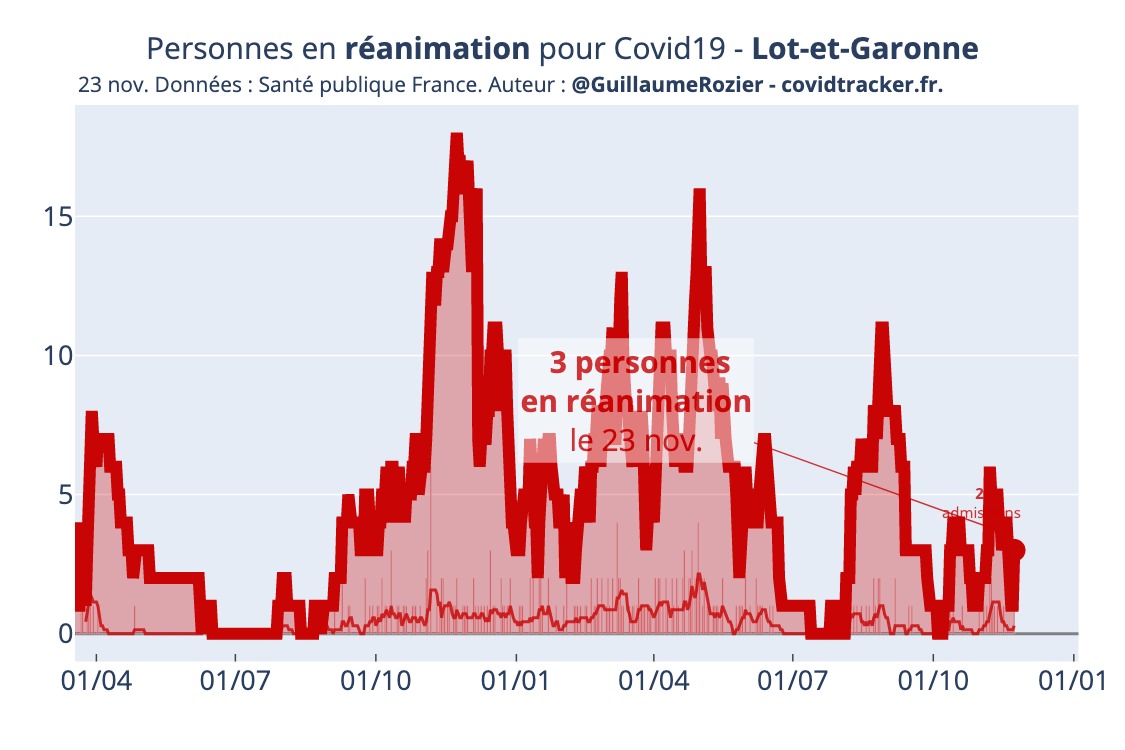 Personnes en réanimation pour Covid19 - Lot-et-Garonne
23 nov. Données : Santé publique France. Auteur : @GuillaumeRozier - covidtracker.fr.
15
10
5
0
3 personnes
en réanimation
le 23 nov.
2
01/04
01/07
01/10
01/01
01/04
01/07
01/10
01/01